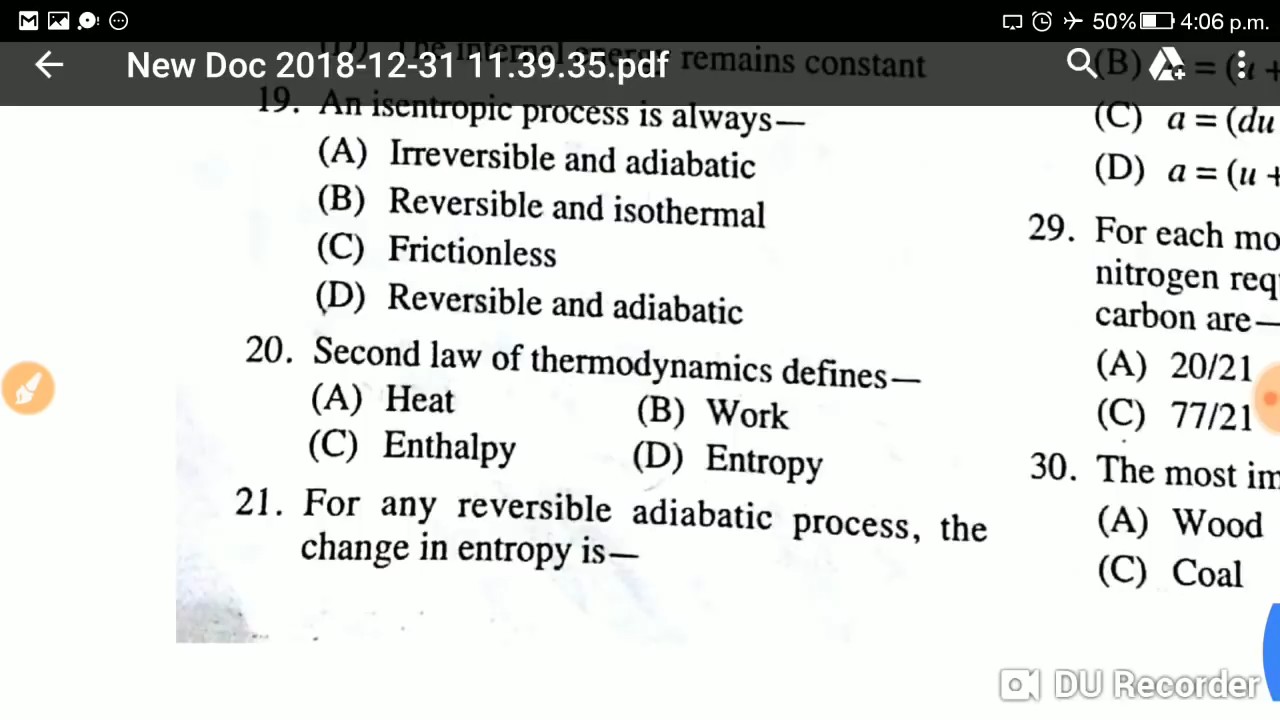 50% 4:06 p.m.
New Doc 2018-12-31 11.39.35.pdf
The internal energy remains constant
19. An isentropic process is always—
(A) Irreversible and adiabatic
(B) Reversible and isothermal
(C) Frictionless
(D) Reversible and adiabatic
20. Second law of thermodynamics defines—
(A) Heat (B) Work
(C) Enthalpy (D) Entropy
21. For any reversible adiabatic process, the
change in entropy is—
(B) = (u +
(C) a = (du
(D) a = (u +
29. For each mo
nitrogen req
carbon are—
(A) 20/21
(C) 77/21
30. The most im
(A) Wood
(C) Coal
DU Recorder